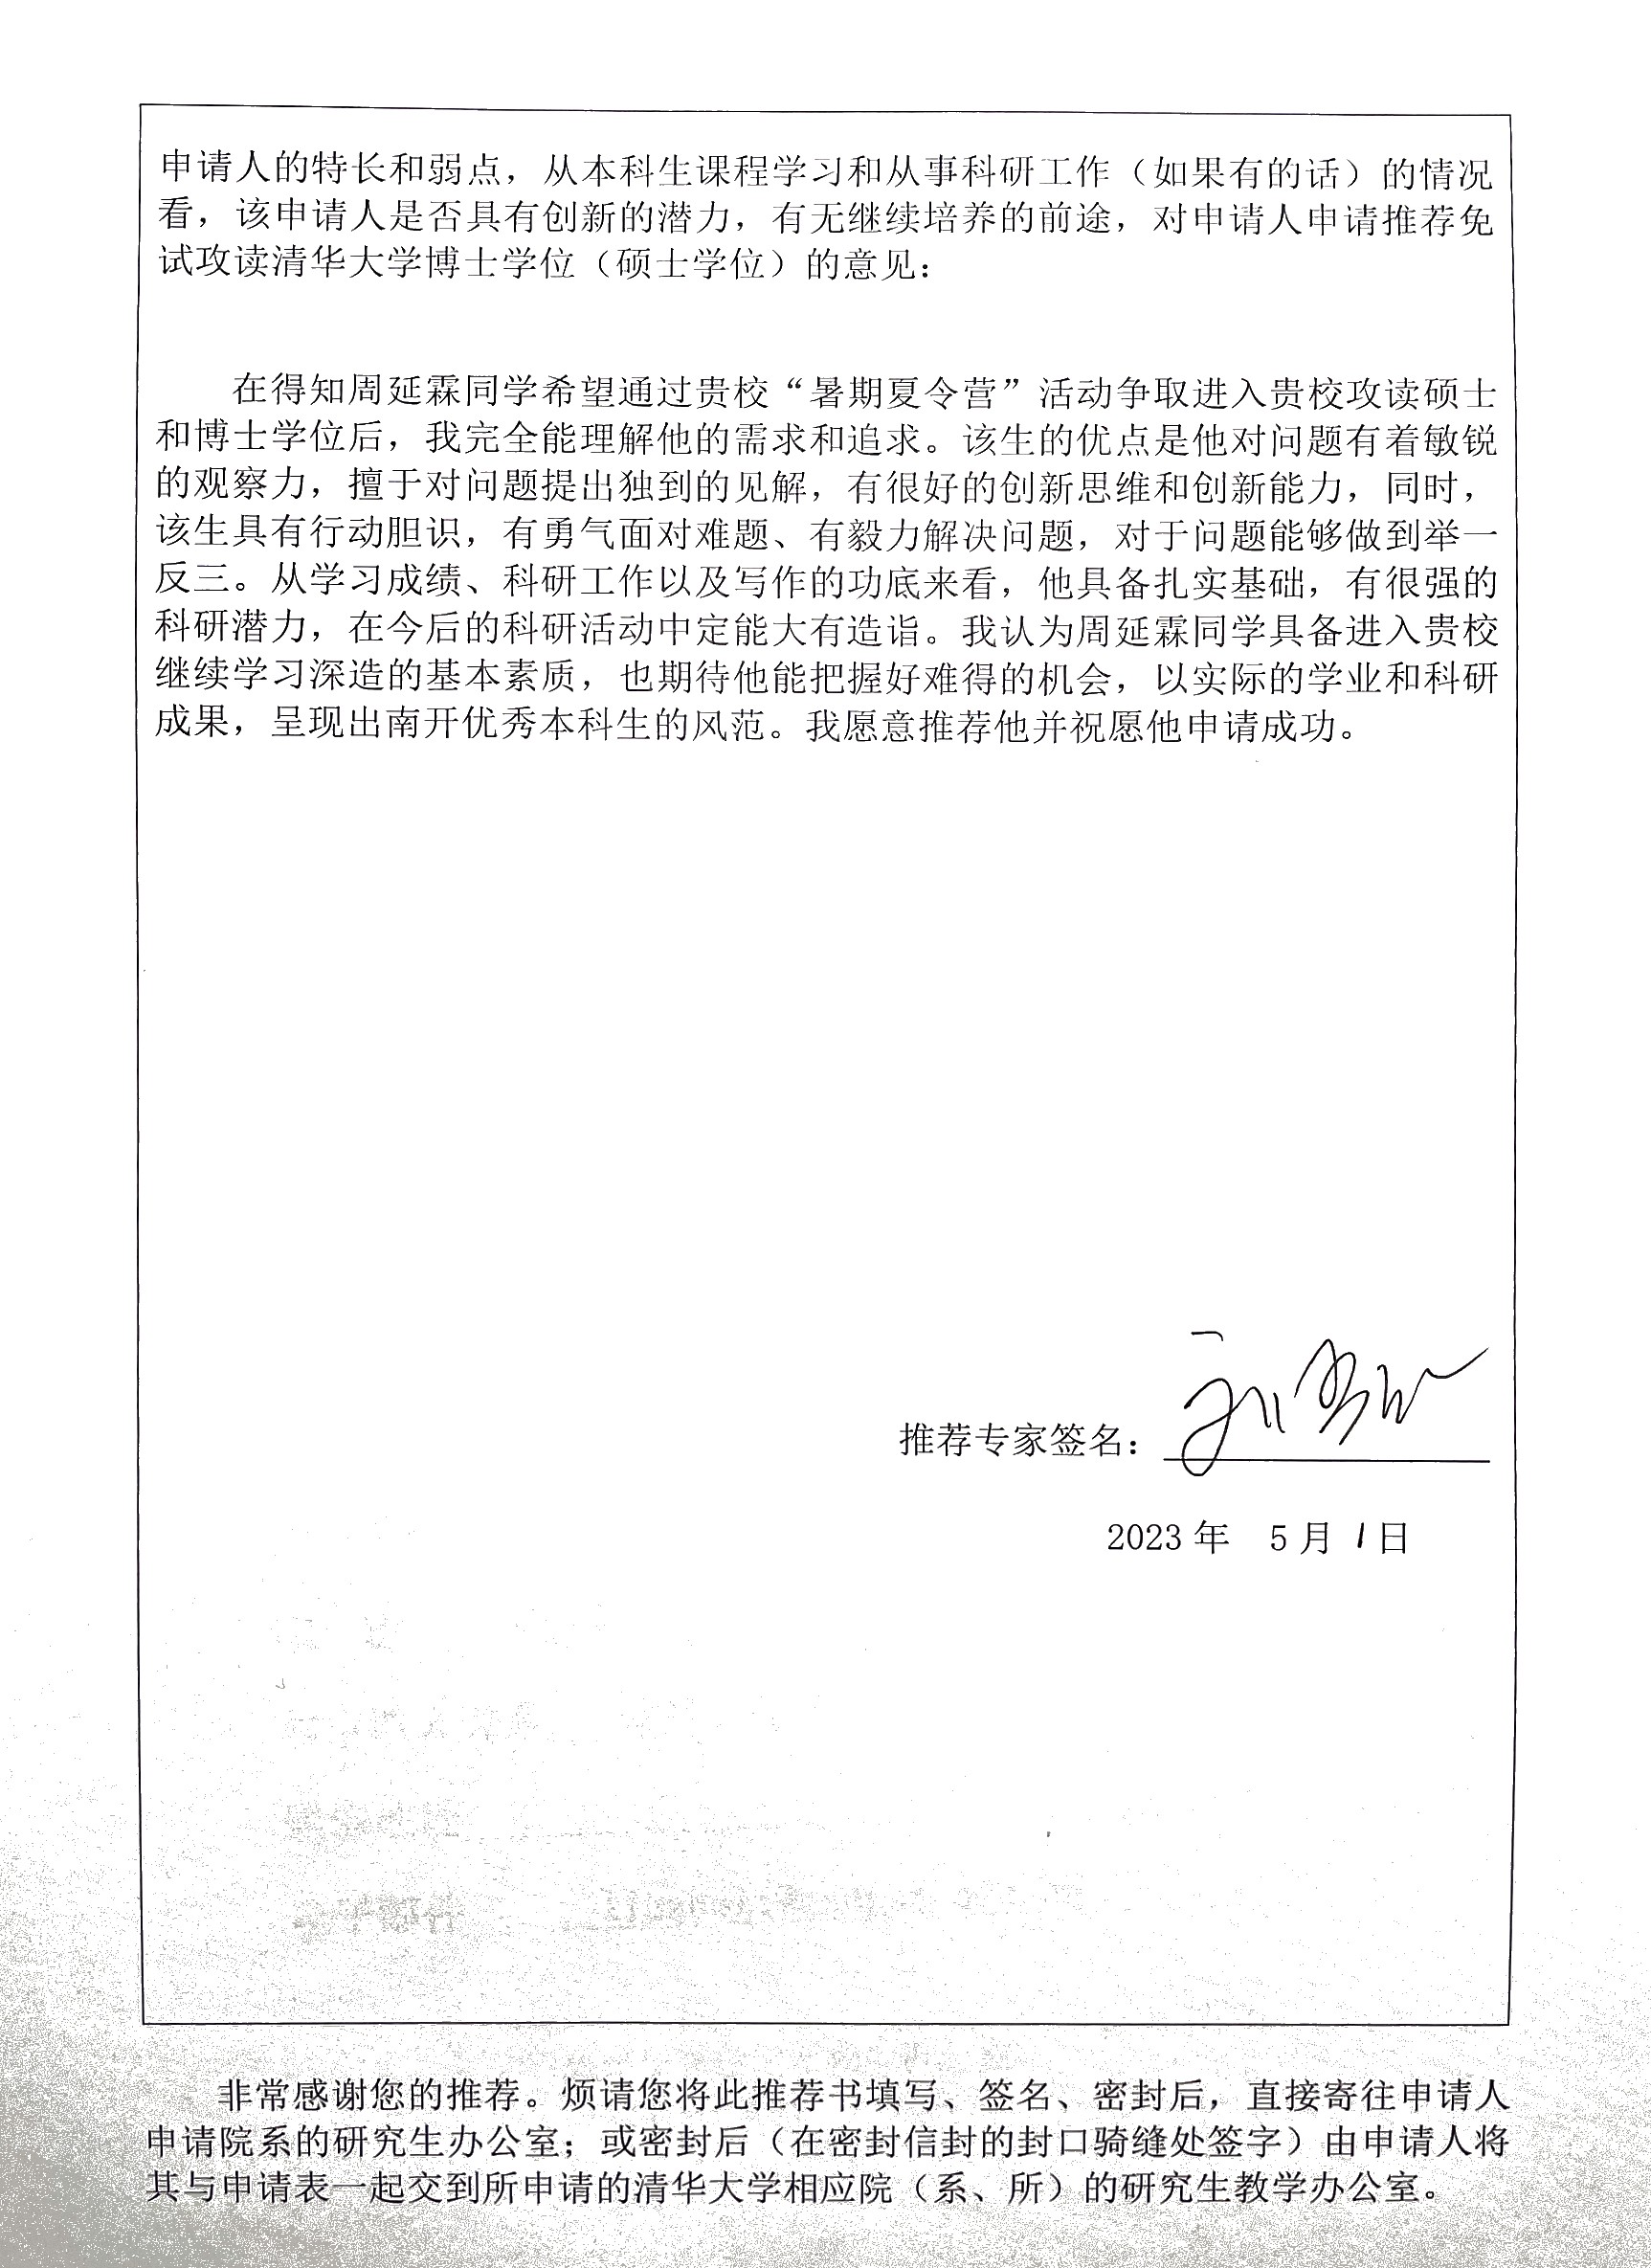 申请人的特长和弱点，从本科生课程学习和从事科研工作（如果有的话）的情况
看，该申请人是否具有创新的潜力，有无继续培养的前途，对申请人申请推荐免
试攻读清华大学博士学位（硕士学位）的意见：
在得知周延霖同学希望通过贵校“暑期夏令营”活动争取进入贵校攻读硕士
和博士学位后，我完全能理解他的需求和追求。该生的优点是他对问题有着敏锐
的观察力，擅于对问题提出独到的见解，有很好的创新思维和创新能力，同时，
该生具有行动胆识，有勇气面对难题、有毅力解决问题，对于问题能够做到举一
反三。从学习成绩、科研工作以及写作的功底来看，他具备扎实基础，有很强的
科研潜力，在今后的科研活动中定能大有造诣。我认为周延霖同学具备进入贵校
继续学习深造的基本素质，也期待他能把握好难得的机会，以实际的学业和科研
成果，呈现出南开优秀本科生的风范。我愿意推荐他并祝愿他申请成功。
推荐专家签名：
2023 年 5 月 1 日
非常感谢您的推荐。烦请您将此推荐书填写、签名、密封后，直接寄往申请人
申请院系的研究生办公室；或密封后（在密封信封的封口骑缝处签字）由申请人将
其与申请表一起交到所申请的清华大学相应院（系、所）的研究生教学办公室。